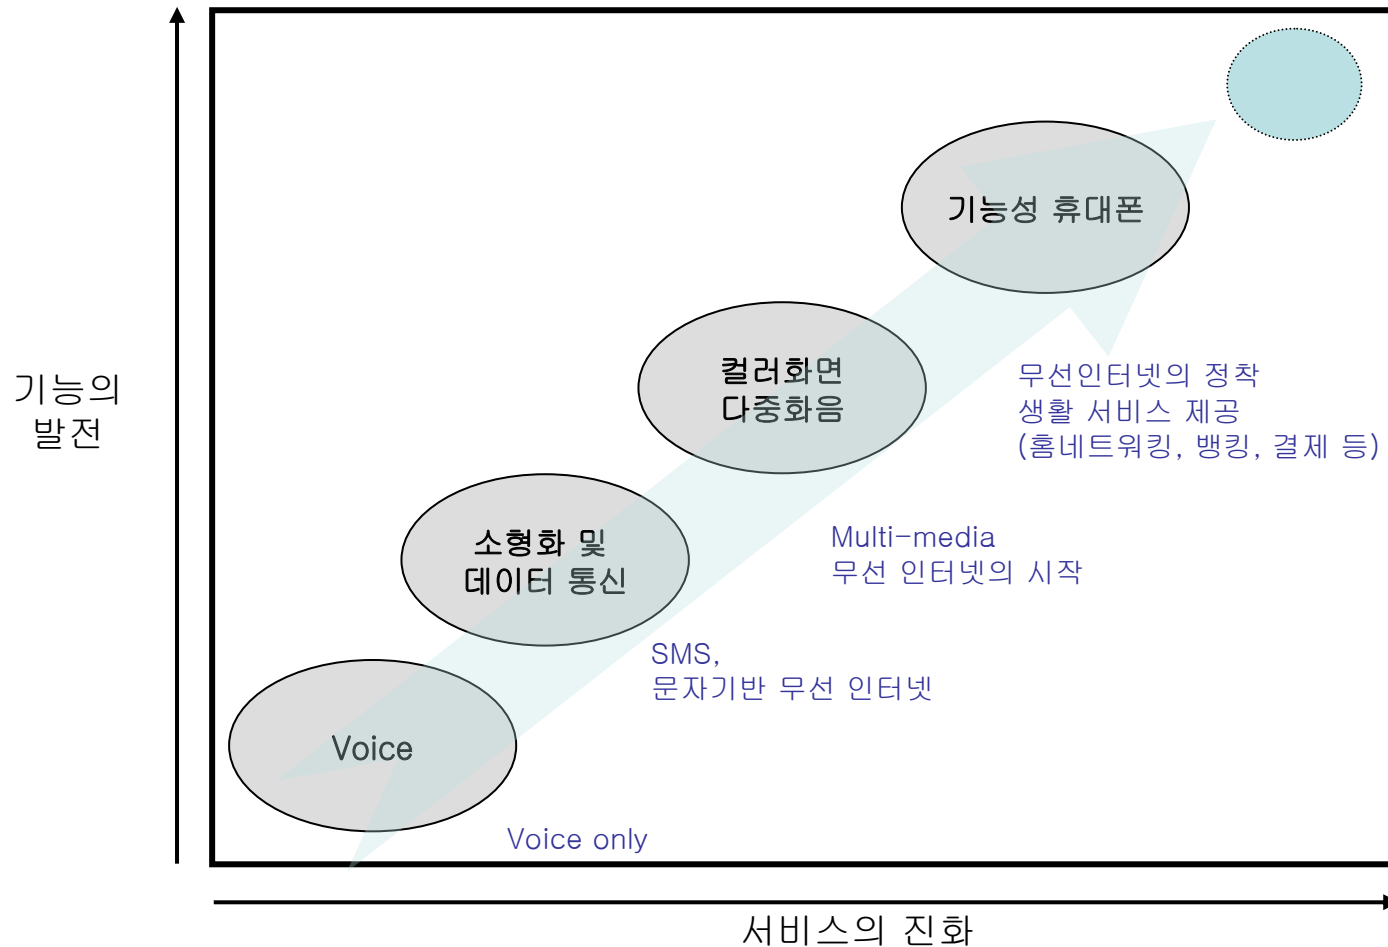 기능의
발전
기능성 휴대폰
컬러화면
다중화음
무선인터넷의 정착
생활 서비스 제공
(홈네트워킹, 뱅킹, 결제 등)
소형화 및
데이터 통신
Multi-media
무선 인터넷의 시작
SMS,
문자기반 무선 인터넷
Voice
Voice only
서비스의 진화